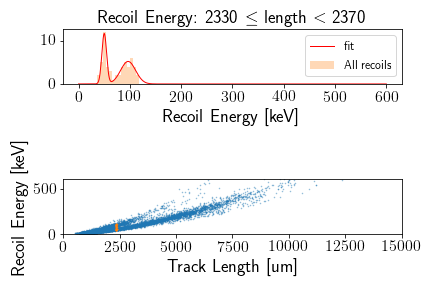 Recoil Energy: 2330 ≤ length < 2370
10
0
fit
All recoils
0 100 200 300 400 500 600
Recoil Energy [keV]
Recoil Energy [keV]
500
0
0 2500 5000 7500 10000 12500 15000
Track Length [um]